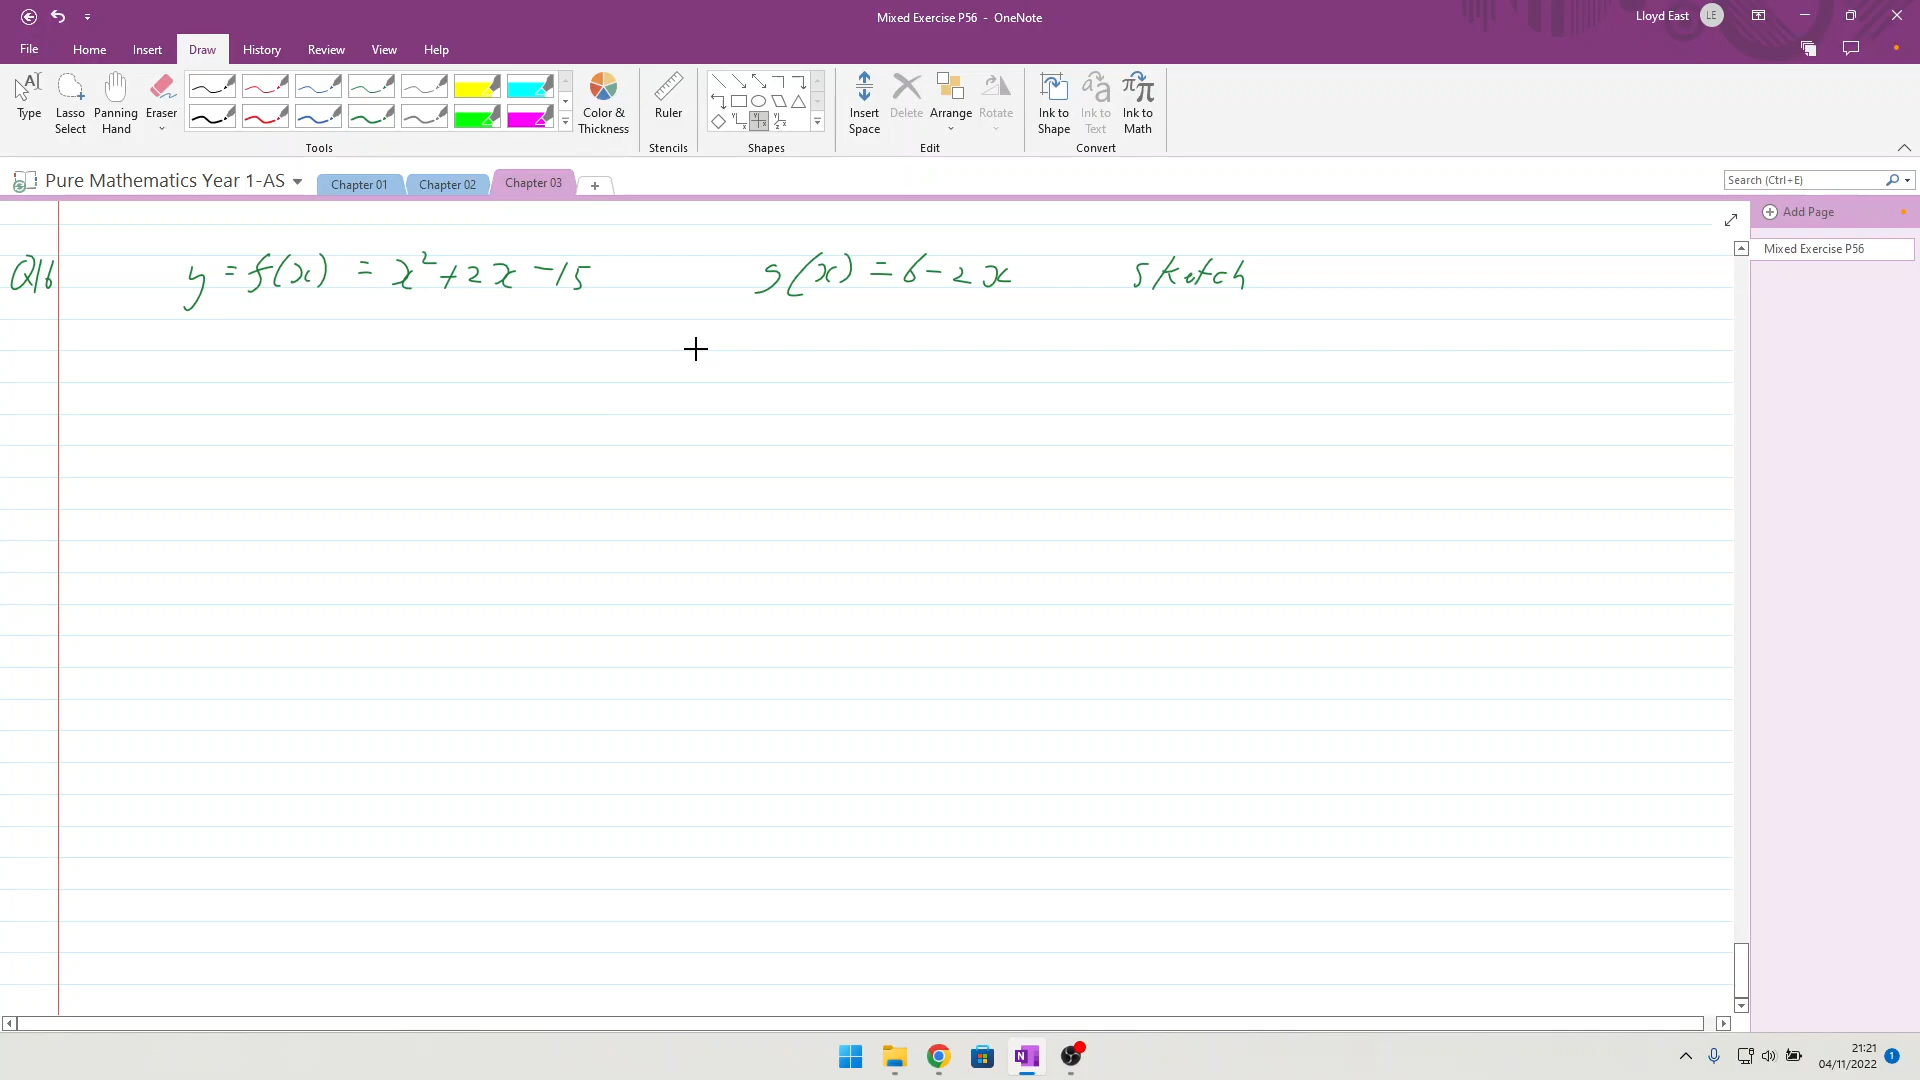 Mixed Exercise P56 - OneNote
Lloyd East
LE
File
Home
Insert
Draw
History
Review
View
Help
Type
Lasso Select
Panning Hand
Eraser
Color & Thickness
Ruler
Insert Space
Delete
Arrange
Rotate
Ink to Shape
Ink to Text
Ink to Math
Tools
Stencils
Shapes
Edit
Convert
Pure Mathematics Year 1-AS
Chapter 01
Chapter 02
Chapter 03
Search (Ctrl+E)
Add Page
Mixed Exercise P56
Q16 y = f(x) = x² + 2x - 15 g(x) = 6 - 2x sketch
21:21
04/11/2022
1